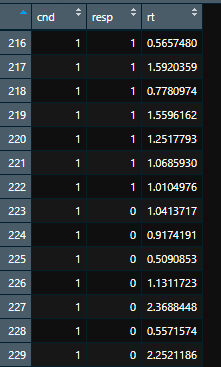 cnd resp rt
216 1 1 0.5657480
217 1 1 1.5920359
218 1 1 0.7780974
219 1 1 1.5596162
220 1 1 1.2517793
221 1 1 1.0685930
222 1 1 1.0104976
223 1 0 1.0413717
224 1 0 0.9174191
225 1 0 0.5090853
226 1 0 1.1311723
227 1 0 2.3688448
228 1 0 0.5571574
229 1 0 2.2521186